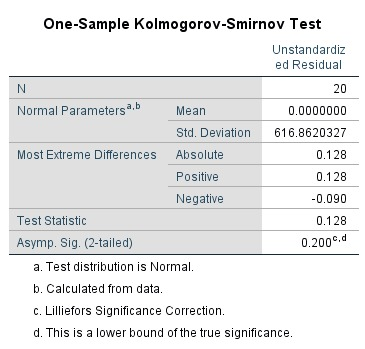 One-Sample Kolmogorov-Smirnov Test
Unstandardiz
ed Residual
N 20
Normal Parametersa,b Mean 0.0000000
Std. Deviation 616.8620327
Most Extreme Differences Absolute 0.128
Positive 0.128
Negative -0.090
Test Statistic 0.128
Asymp. Sig. (2-tailed) 0.200c,d
a. Test distribution is Normal.
b. Calculated from data.
c. Lilliefors Significance Correction.
d. This is a lower bound of the true significance.